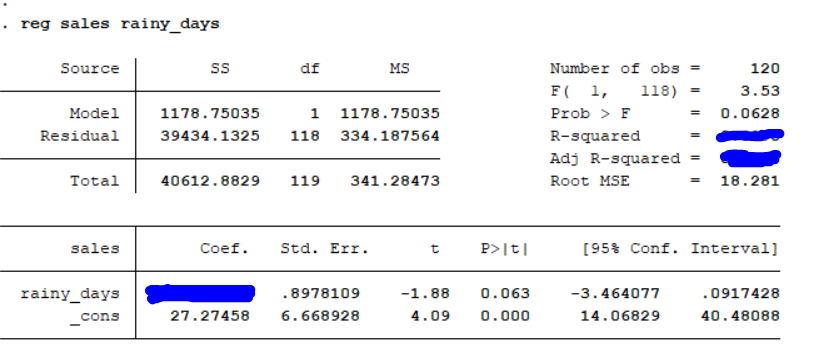 .
. reg sales rainy_days
Source SS df MS Number of obs = 120
F( 1, 118) = 3.53
Model 1178.75035 1 1178.75035 Prob > F = 0.0628
Residual 39434.1325 118 334.187564 R-squared =
Adj R-squared =
Total 40612.8829 119 341.28473 Root MSE = 18.281
sales Coef. Std. Err. t P>|t| [95% Conf. Interval]
rainy_days .8978109 -1.88 0.063 -3.464077 .0917428
_cons 27.27458 6.668928 4.09 0.000 14.06829 40.48088